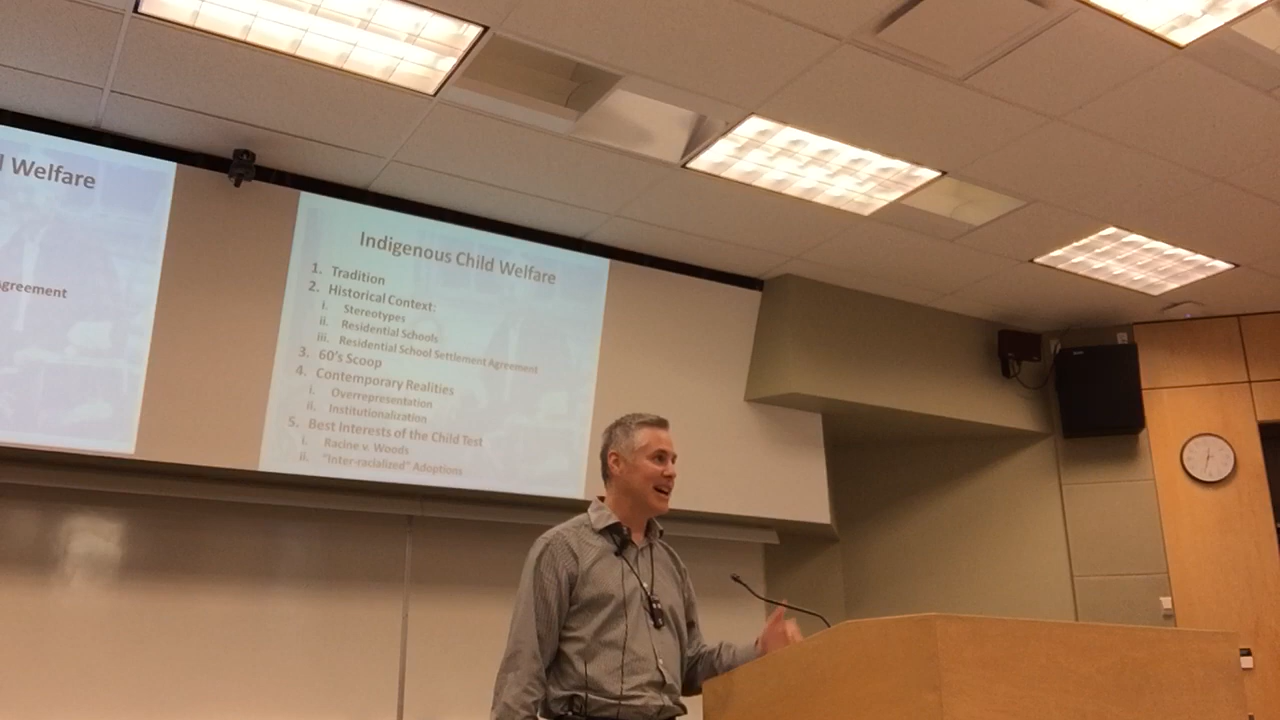 l Welfare
Agreement
Indigenous Child Welfare
1. Tradition
2. Historical Context:
i. Stereotypes
ii. Residential Schools
iii. Residential School Settlement Agreement
3. 60's Scoop
4. Contemporary Realities
i. Overrepresentation
ii. Institutionalization
5. Best Interests of the Child Test
i. Racine v. Woods
ii. "Inter-racialized" Adoptions